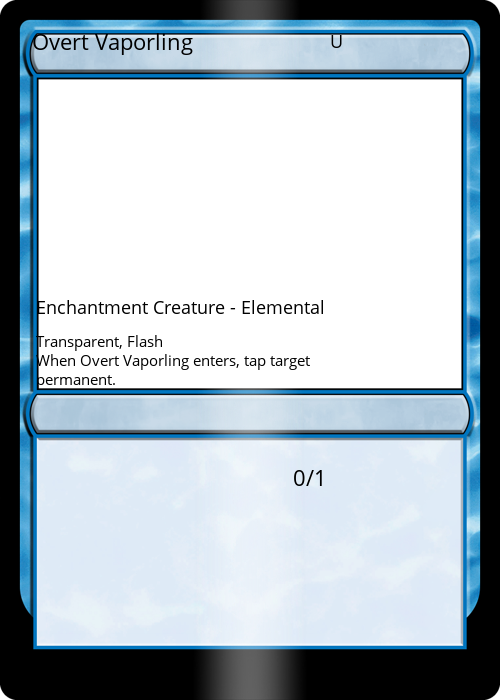 Overt Vaporling U
Enchantment Creature - Elemental
Transparent, Flash
When Overt Vaporling enters, tap target
permanent.
0/1